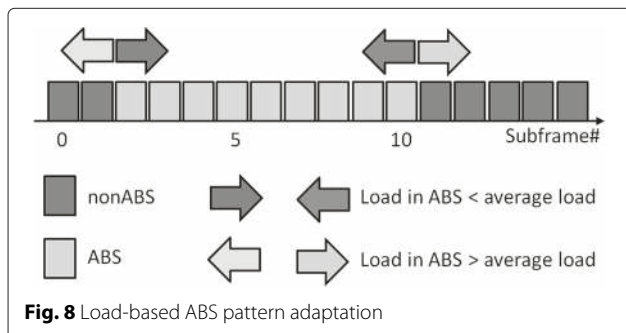 0 5 10 Subframe#
nonABS Load in ABS < average load
ABS Load in ABS > average load
Fig. 8 Load-based ABS pattern adaptation